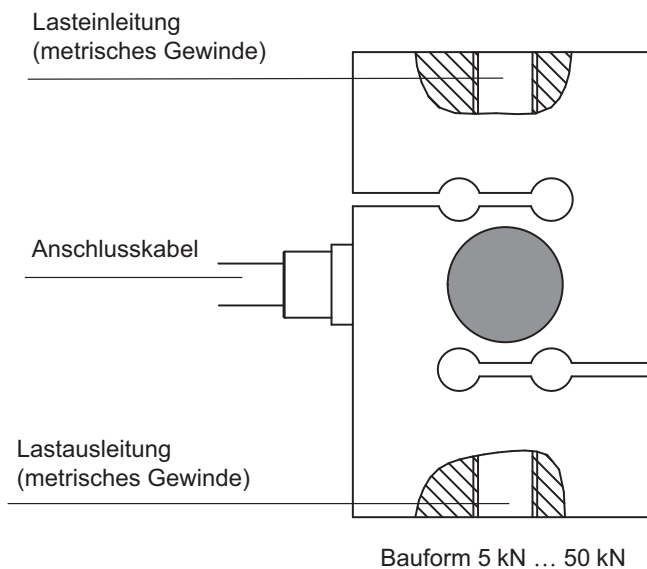 Lasteinleitung
(metrisches Gewinde)
Anschlusskabel
Lastausleitung
(metrisches Gewinde)
Bauform 5 kN … 50 kN